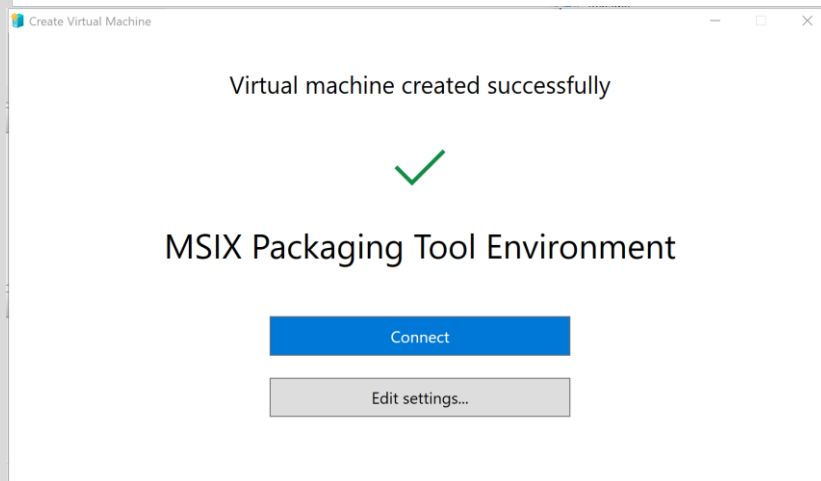 Create Virtual Machine
Virtual machine created successfully
MSIX Packaging Tool Environment
Connect
Edit settings...